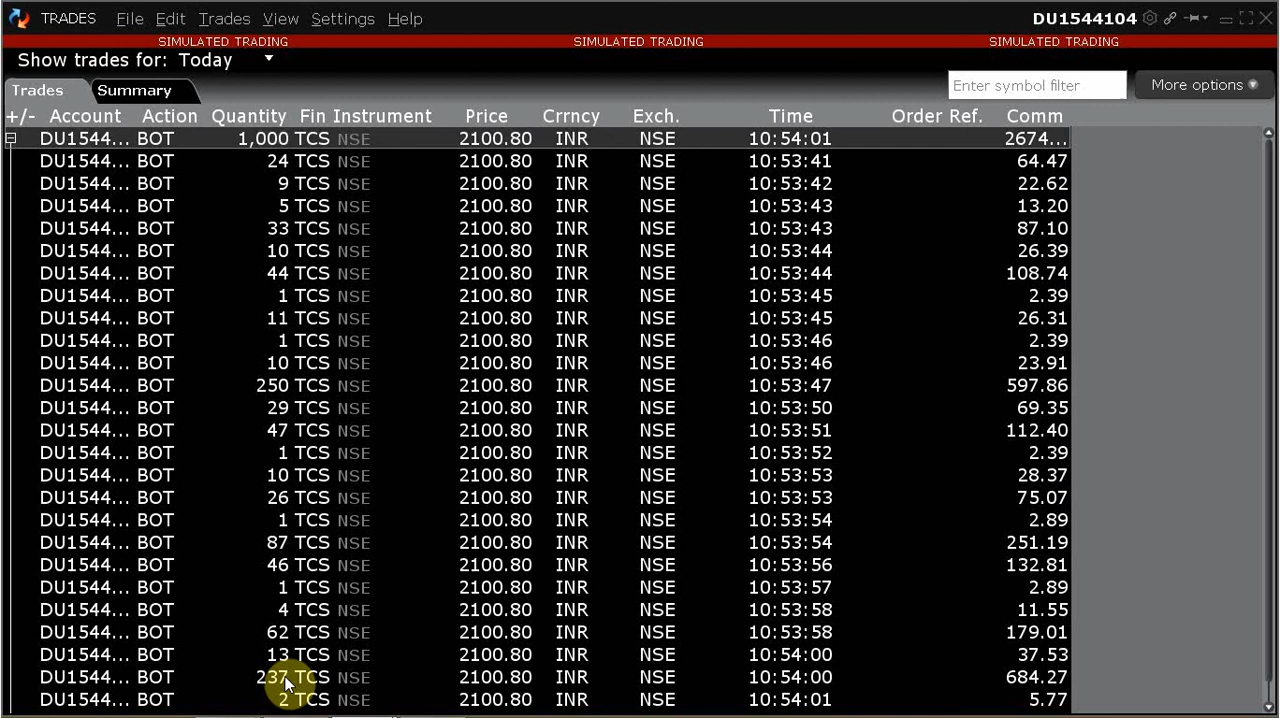 TRADES File Edit Trades View Settings Help DU1544104
SIMULATED TRADING SIMULATED TRADING SIMULATED TRADING
Show trades for: Today
Trades Summary Enter symbol filter More options
+/- Account Action Quantity Fin Instrument Price Crrncy Exch. Time Order Ref. Comm
DU1544... BOT 1,000 TCS NSE 2100.80 INR NSE 10:54:01 2674...
DU1544... BOT 24 TCS NSE 2100.80 INR NSE 10:53:41 64.47
DU1544... BOT 9 TCS NSE 2100.80 INR NSE 10:53:42 22.62
DU1544... BOT 5 TCS NSE 2100.80 INR NSE 10:53:43 13.20
DU1544... BOT 33 TCS NSE 2100.80 INR NSE 10:53:43 87.10
DU1544... BOT 10 TCS NSE 2100.80 INR NSE 10:53:44 26.39
DU1544... BOT 44 TCS NSE 2100.80 INR NSE 10:53:44 108.74
DU1544... BOT 1 TCS NSE 2100.80 INR NSE 10:53:45 2.39
DU1544... BOT 11 TCS NSE 2100.80 INR NSE 10:53:45 26.31
DU1544... BOT 1 TCS NSE 2100.80 INR NSE 10:53:46 2.39
DU1544... BOT 10 TCS NSE 2100.80 INR NSE 10:53:46 23.91
DU1544... BOT 250 TCS NSE 2100.80 INR NSE 10:53:47 597.86
DU1544... BOT 29 TCS NSE 2100.80 INR NSE 10:53:50 69.35
DU1544... BOT 47 TCS NSE 2100.80 INR NSE 10:53:51 112.40
DU1544... BOT 1 TCS NSE 2100.80 INR NSE 10:53:52 2.39
DU1544... BOT 10 TCS NSE 2100.80 INR NSE 10:53:53 28.37
DU1544... BOT 26 TCS NSE 2100.80 INR NSE 10:53:53 75.07
DU1544... BOT 1 TCS NSE 2100.80 INR NSE 10:53:54 2.89
DU1544... BOT 87 TCS NSE 2100.80 INR NSE 10:53:54 251.19
DU1544... BOT 46 TCS NSE 2100.80 INR NSE 10:53:56 132.81
DU1544... BOT 1 TCS NSE 2100.80 INR NSE 10:53:57 2.89
DU1544... BOT 4 TCS NSE 2100.80 INR NSE 10:53:58 11.55
DU1544... BOT 62 TCS NSE 2100.80 INR NSE 10:53:58 179.01
DU1544... BOT 13 TCS NSE 2100.80 INR NSE 10:54:00 37.53
DU1544... BOT 237 TCS NSE 2100.80 INR NSE 10:54:00 684.27
DU1544... BOT 2 TCS NSE 2100.80 INR NSE 10:54:01 5.77